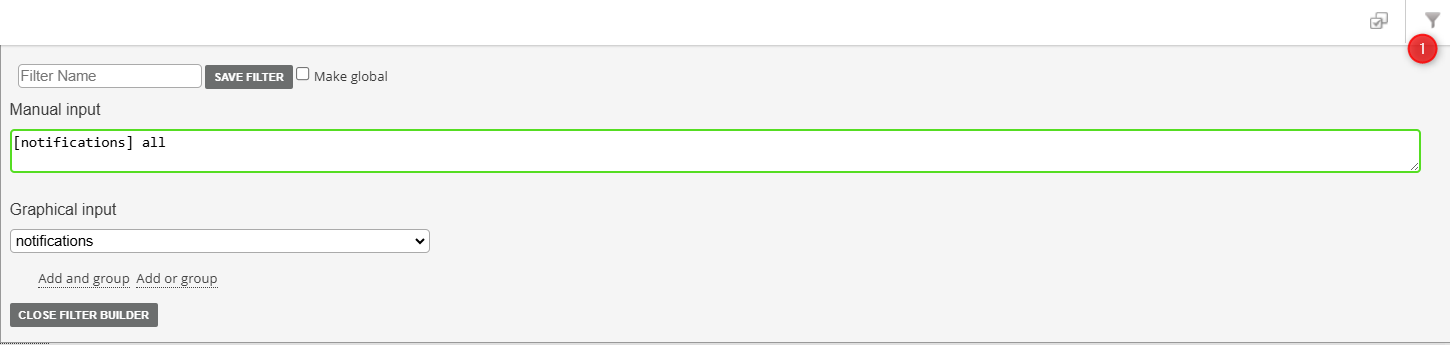 1
Filter Name SAVE FILTER Make global
Manual input
[notifications] all
Graphical input
notifications
Add and group Add or group
CLOSE FILTER BUILDER